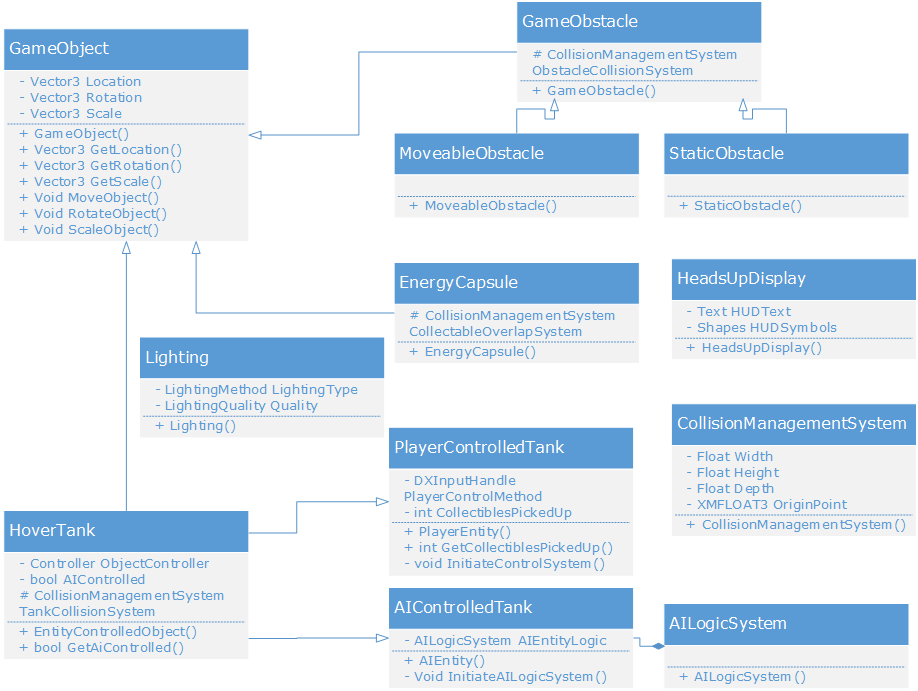 GameObject
- Vector3 Location
- Vector3 Rotation
- Vector3 Scale
+ GameObject()
+ Vector3 GetLocation()
+ Vector3 GetRotation()
+ Vector3 GetScale()
+ Void MoveObject()
+ Void RotateObject()
+ Void ScaleObject()
GameObstacle
# CollisionManagementSystem
ObstacleCollisionSystem
+ GameObstacle()
MoveableObstacle
+ MoveableObstacle()
StaticObstacle
+ StaticObstacle()
EnergyCapsule
# CollisionManagementSystem
CollectableOverlapSystem
+ EnergyCapsule()
HeadsUpDisplay
- Text HUDText
- Shapes HUDSymbols
+ HeadsUpDisplay()
Lighting
- LightingMethod LightingType
- LightingQuality Quality
+ Lighting()
PlayerControlledTank
- DXInputHandle
PlayerControlMethod
- int CollectiblesPickedUp
+ PlayerEntity()
+ int GetCollectiblesPickedUp()
- void InitiateControlSystem()
CollisionManagementSystem
- Float Width
- Float Height
- Float Depth
- XMFLOAT3 OriginPoint
+ CollisionManagementSystem()
HoverTank
- Controller ObjectController
- bool AIControlled
# CollisionManagementSystem
TankCollisionSystem
+ EntityControlledObject()
+ bool GetAiControlled()
AIControlledTank
- AILogicSystem AIEntityLogic
+ AIEntity()
- Void InitiateAILogicSystem()
AILogicSystem
+ AILogicSystem()